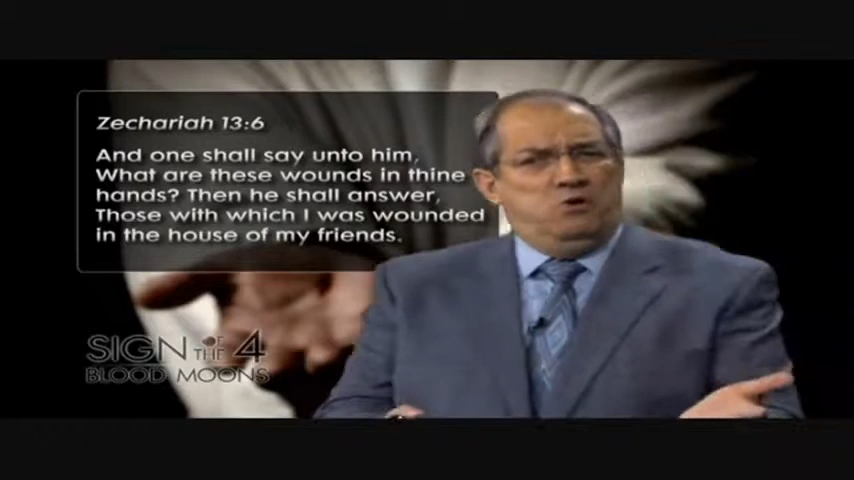 Zechariah 13:6
And one shall say unto him,
What are these wounds in thine
hands? Then he shall answer,
Those with which I was wounded
in the house of my friends.
SIGN OF THE 4
BLOOD MOONS